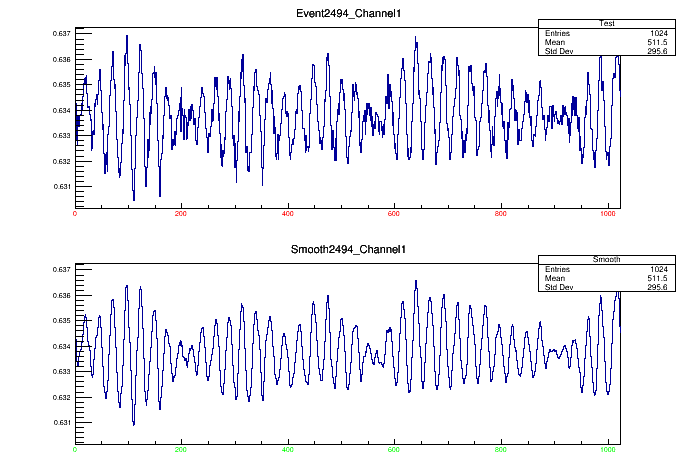 Event2494_Channel1
Test
Entries 1024
Mean 511.5
Std Dev 295.6
0.637
0.636
0.635
0.634
0.633
0.632
0.631
0 200 400 600 800 1000
Smooth2494_Channel1
Smooth
Entries 1024
Mean 511.5
Std Dev 295.6
0.637
0.636
0.635
0.634
0.633
0.632
0.631
0 200 400 600 800 1000